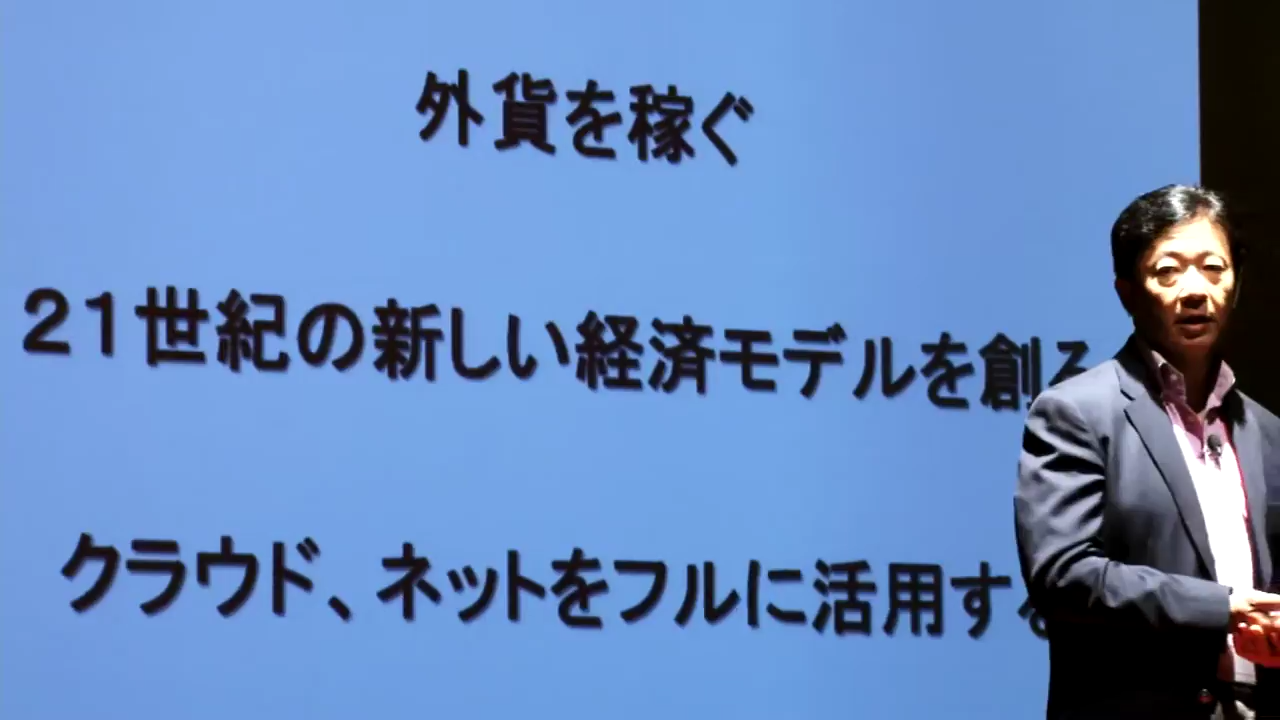 外貨を稼ぐ
21世紀の新しい経済モデルを創る
クラウド、ネットをフルに活用する